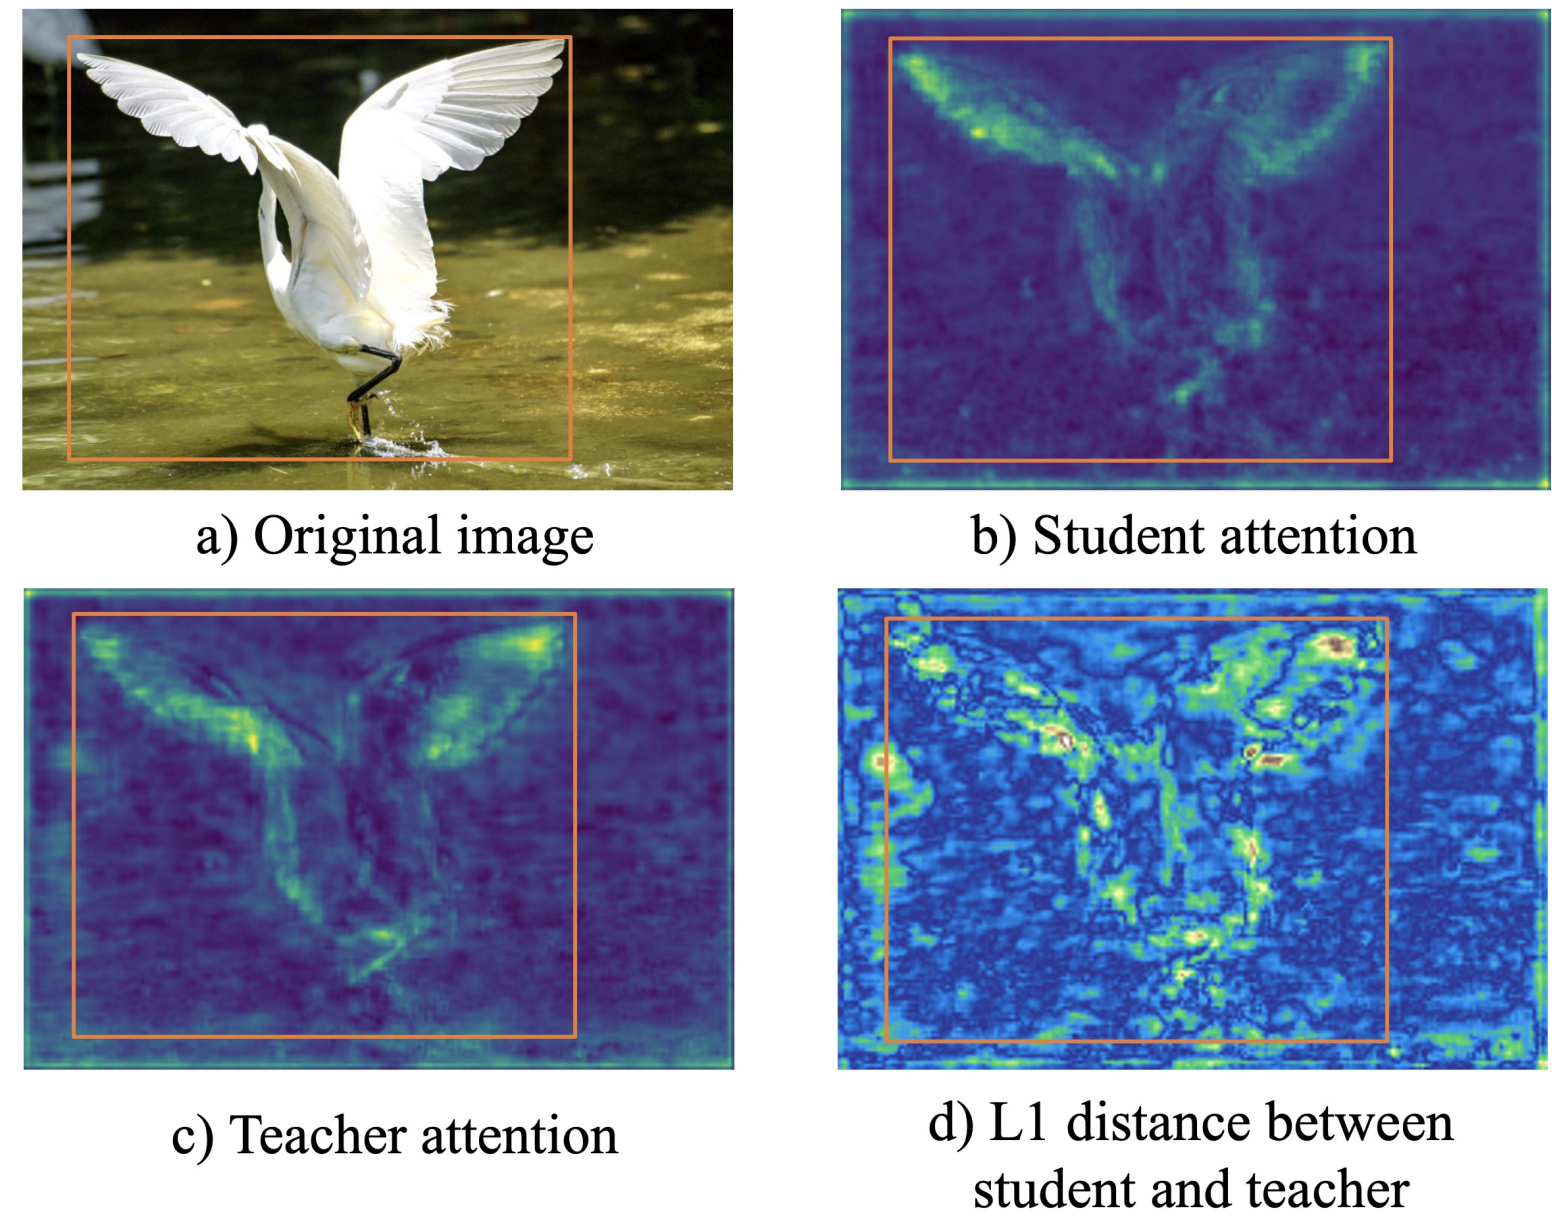 a) Original image
b) Student attention
c) Teacher attention
d) L1 distance between
student and teacher